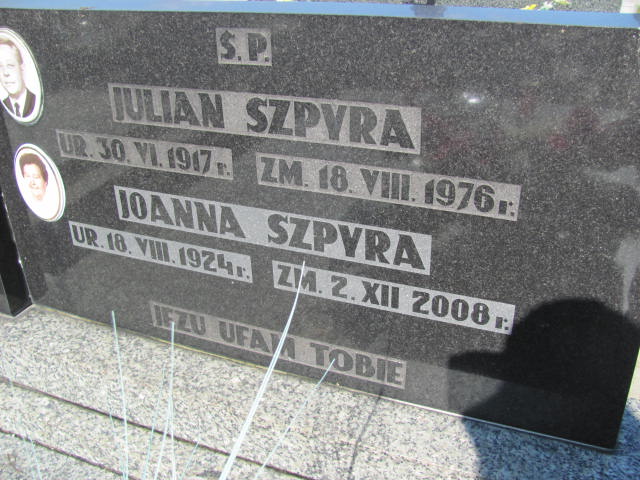 Ś.P.
JULIAN SZPYRA
UR. 30. VI. 1917 r. ZM. 18. VIII. 1976 r.
JOANNA SZPYRA
UR. 18. VIII. 1924 r. ZM. 2. XII 2008 r.
JEZU UFAM TOBIE